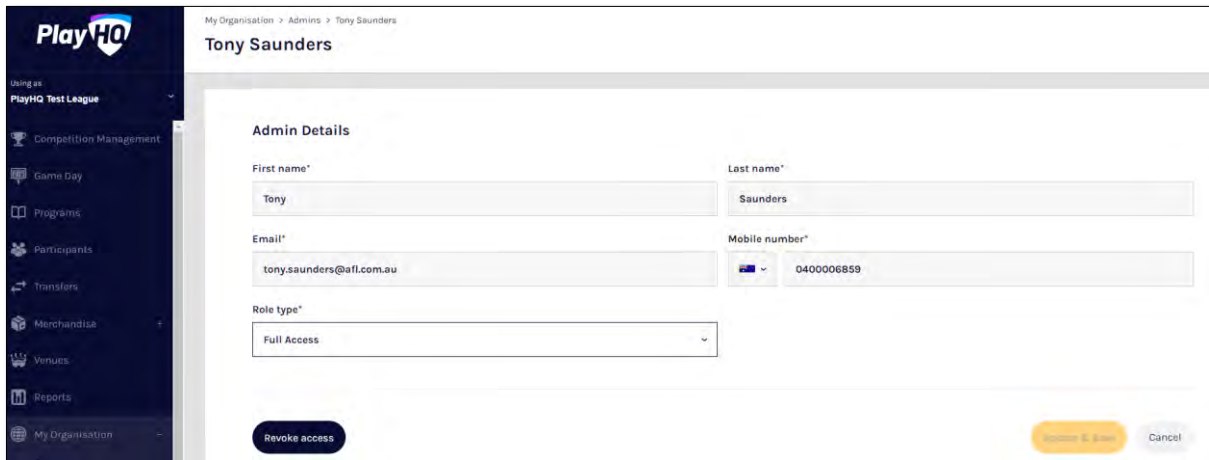 PlayHQ
Using as
PlayHQ Test League
Competition Management
Game Day
Programs
Participants
Transfers
Merchandise +
Venues
Reports
My Organisation −
My Organisation > Admins > Tony Saunders
Tony Saunders
Admin Details
First name* Last name*
Tony Saunders
Email* Mobile number*
tony.saunders@afl.com.au 0400006859
Role type*
Full Access
Revoke access Update & Save Cancel